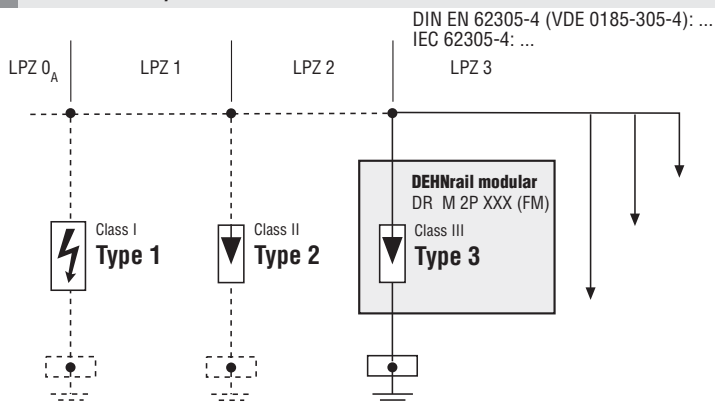 DIN EN 62305-4 (VDE 0185-305-4): ...
IEC 62305-4: ...
LPZ 0A
LPZ 1
LPZ 2
LPZ 3
DEHNrail modular
DR M 2P XXX (FM)
Class I
Type 1
Class II
Type 2
Class III
Type 3